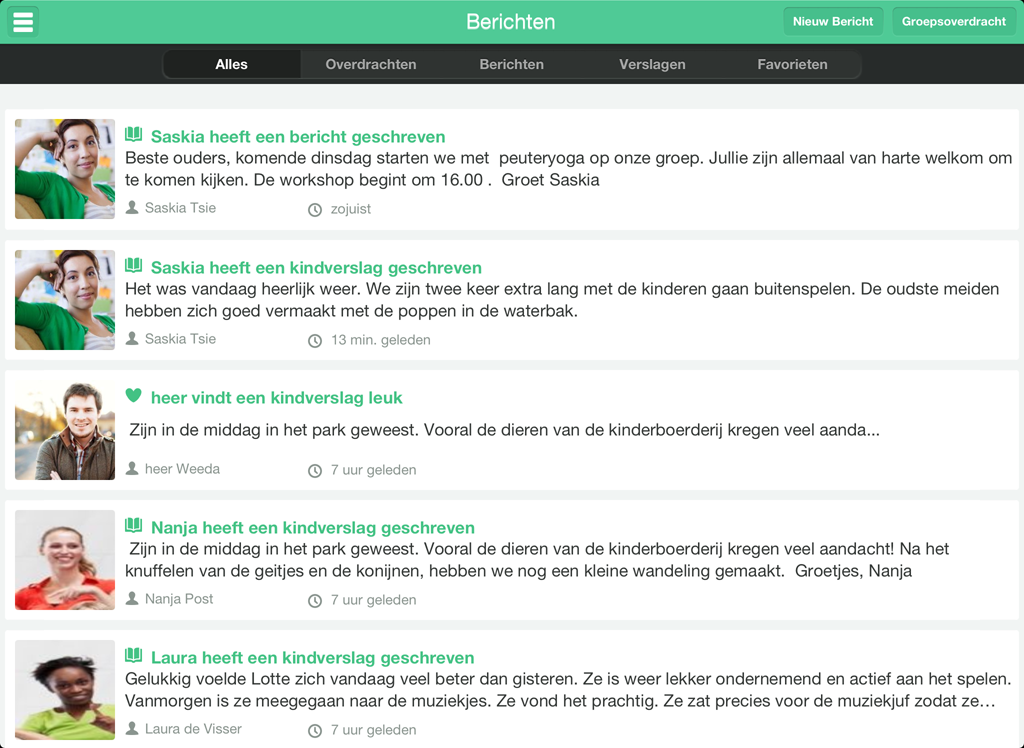 Berichten
Nieuw Bericht
Groepsoverdracht
Alles
Overdrachten
Berichten
Verslagen
Favorieten
Saskia heeft een bericht geschreven
Beste ouders, komende dinsdag starten we met  peuteryoga op onze groep. Jullie zijn allemaal van harte welkom om
te komen kijken. De workshop begint om 16.00 .  Groet Saskia
Saskia Tsie
zojuist
Saskia heeft een kindverslag geschreven
Het was vandaag heerlijk weer. We zijn twee keer extra lang met de kinderen gaan buitenspelen. De oudste meiden
hebben zich goed vermaakt met de poppen in de waterbak.
Saskia Tsie
13 min. geleden
heer vindt een kindverslag leuk
Zijn in de middag in het park geweest. Vooral de dieren van de kinderboerderij kregen veel aanda...
heer Weeda
7 uur geleden
Nanja heeft een kindverslag geschreven
Zijn in de middag in het park geweest. Vooral de dieren van de kinderboerderij kregen veel aandacht! Na het
knuffelen van de geitjes en de konijnen, hebben we nog een kleine wandeling gemaakt.  Groetjes, Nanja
Nanja Post
7 uur geleden
Laura heeft een kindverslag geschreven
Gelukkig voelde Lotte zich vandaag veel beter dan gisteren. Ze is weer lekker ondernemend en actief aan het spelen.
Vanmorgen is ze meegegaan naar de muziekjes. Ze vond het prachtig. Ze zat precies voor de muziekjuf zodat ze…
Laura de Visser
7 uur geleden